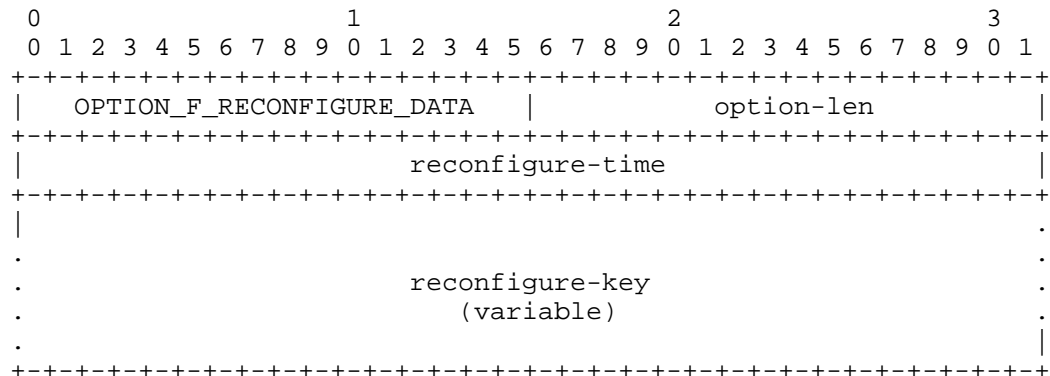 0                   1                   2                   3
 0 1 2 3 4 5 6 7 8 9 0 1 2 3 4 5 6 7 8 9 0 1 2 3 4 5 6 7 8 9 0 1
+-+-+-+-+-+-+-+-+-+-+-+-+-+-+-+-+-+-+-+-+-+-+-+-+-+-+-+-+-+-+-+-+
|   OPTION_F_RECONFIGURE_DATA   |           option-len          |
+-+-+-+-+-+-+-+-+-+-+-+-+-+-+-+-+-+-+-+-+-+-+-+-+-+-+-+-+-+-+-+-+
|                        reconfigure-time                       |
+-+-+-+-+-+-+-+-+-+-+-+-+-+-+-+-+-+-+-+-+-+-+-+-+-+-+-+-+-+-+-+-+
|                                                               .
.                                                               .
.                        reconfigure-key                        .
.                           (variable)                          .
.                                                               |
+-+-+-+-+-+-+-+-+-+-+-+-+-+-+-+-+-+-+-+-+-+-+-+-+-+-+-+-+-+-+-+-+